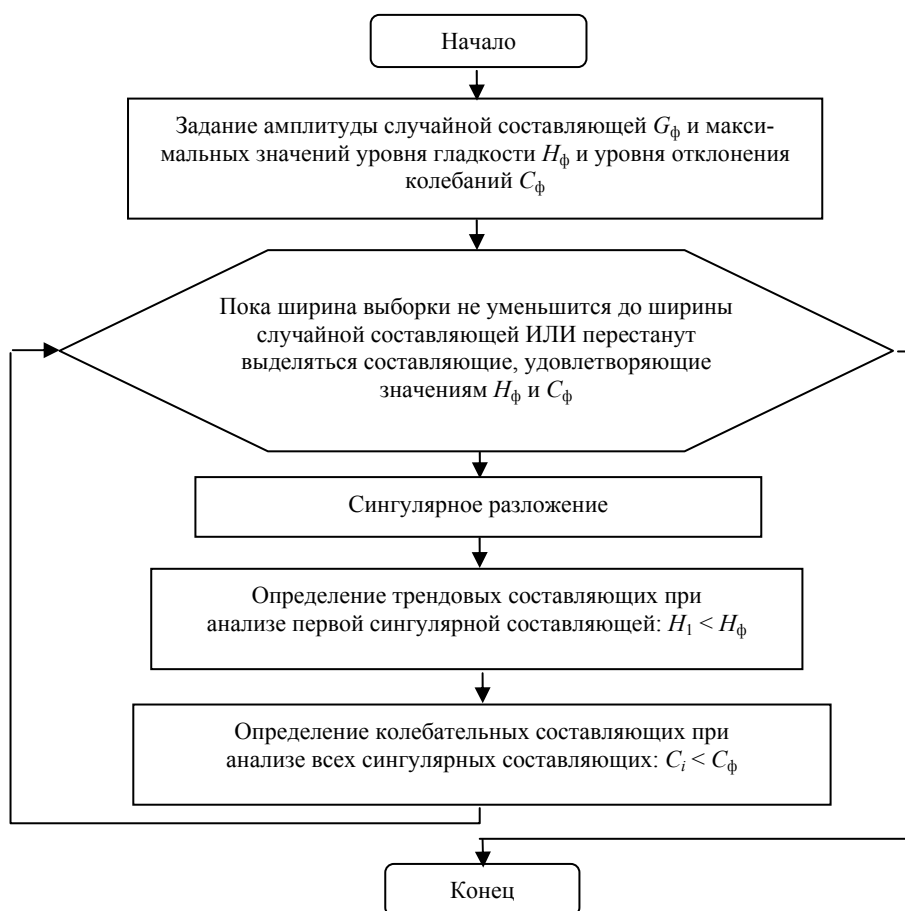 Начало
Задание амплитуды случайной составляющей Gф и макси-
мальных значений уровня гладкости Hф и уровня отклонения
колебаний Cф
Пока ширина выборки не уменьшится до ширины
случайной составляющей ИЛИ перестанут
выделяться составляющие, удовлетворяющие
значениям Hф и Cф
Сингулярное разложение
Определение трендовых составляющих при
анализе первой сингулярной составляющей: H1 < Hф
Определение колебательных составляющих при
анализе всех сингулярных составляющих: Ci < Cф
Конец